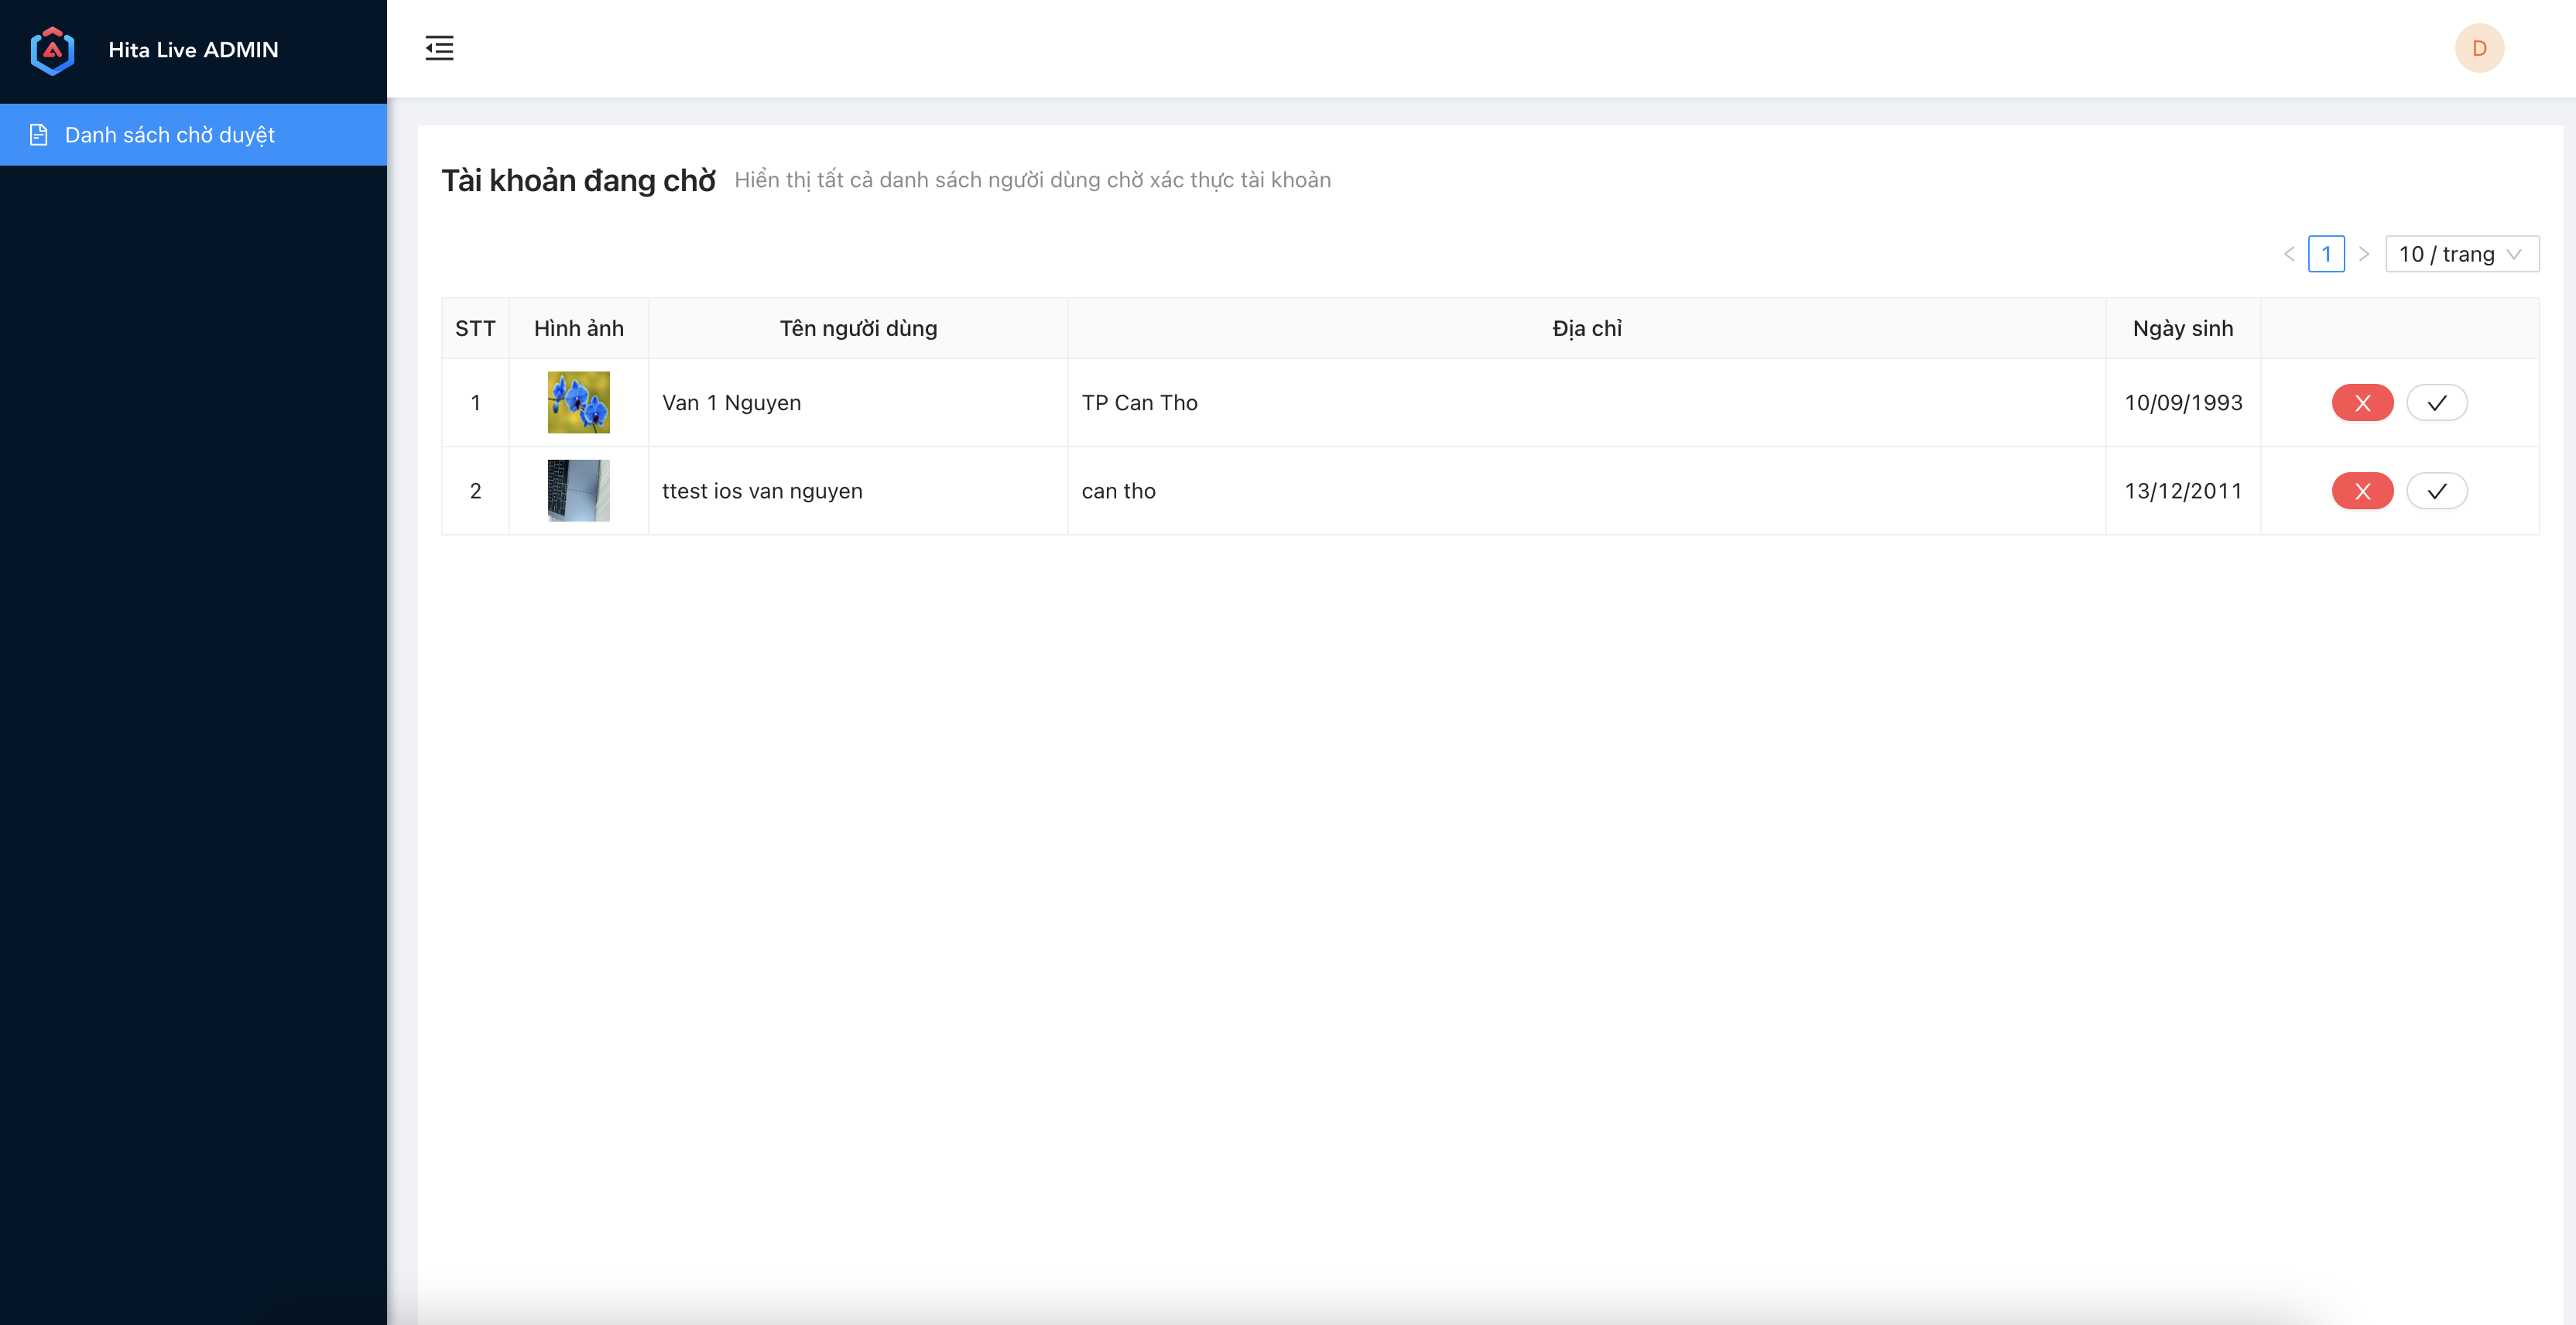 Hita Live ADMIN
D
Danh sách chờ duyệt
Tài khoản đang chờ Hiển thị tất cả danh sách người dùng chờ xác thực tài khoản
1 10 / trang
STT Hình ảnh Tên người dùng Địa chỉ Ngày sinh
1 Van 1 Nguyen TP Can Tho 10/09/1993
2 ttest ios van nguyen can tho 13/12/2011